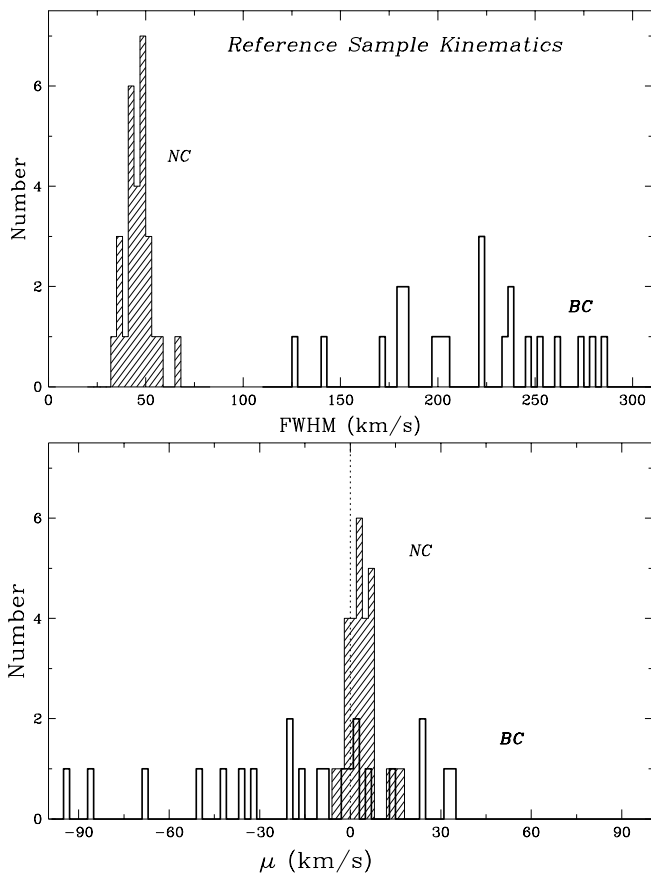 Reference Sample Kinematics
6
4
2
0
Number
NC
BC
0 50 100 150 200 250 300
FWHM (km/s)
6
4
2
0
Number
NC
BC
−90 −60 −30 0 30 60 90
μ (km/s)